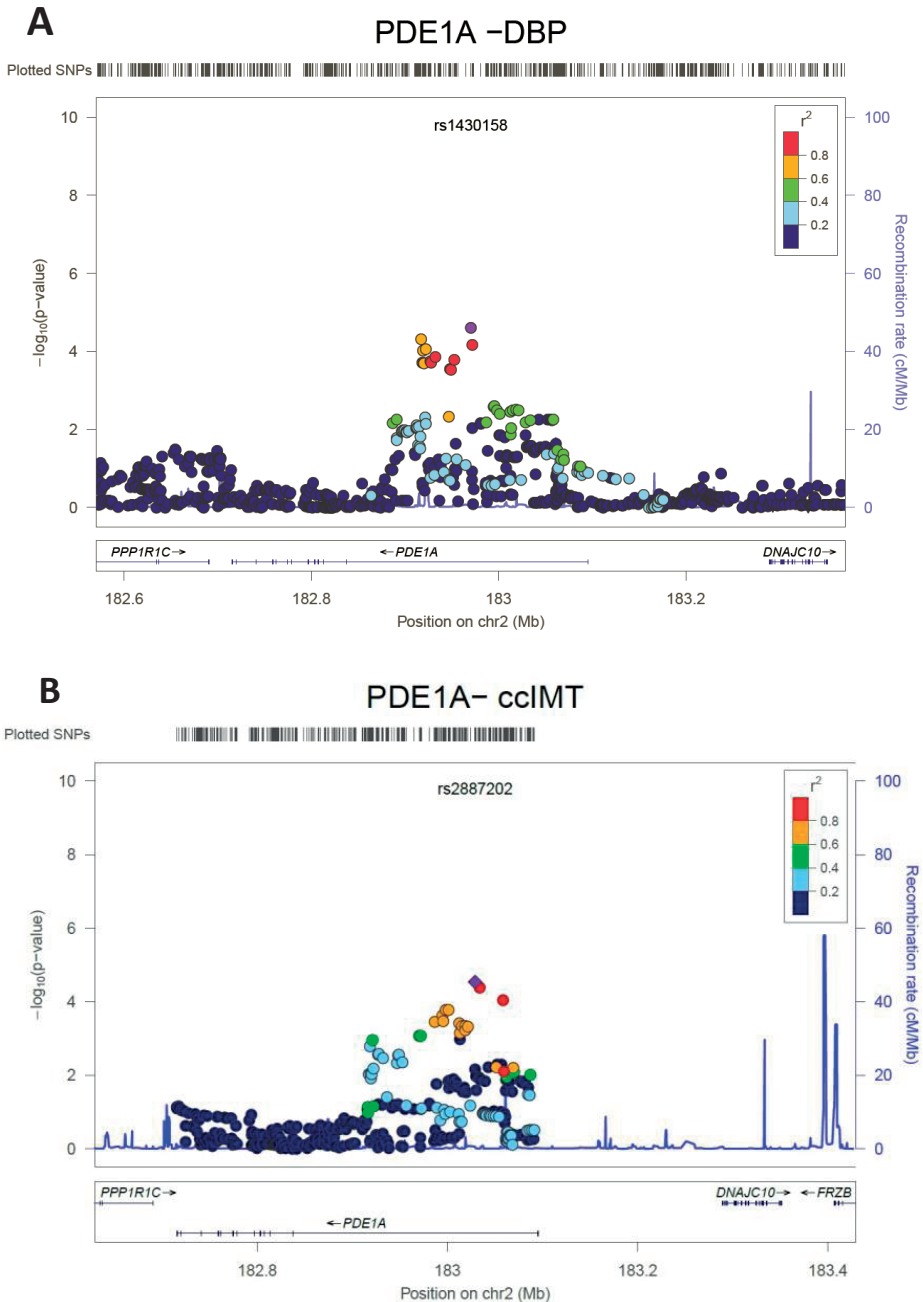 A
PDE1A −DBP
Plotted SNPs
rs1430158
r²
0.8
0.6
0.4
0.2
10
8
6
4
2
0
−log₁₀(p−value)
100
80
60
40
20
0
Recombination rate (cM/Mb)
PPP1R1C→
←PDE1A
DNAJC10→
182.6
182.8
183
183.2
Position on chr2 (Mb)
B
PDE1A− ccIMT
Plotted SNPs
rs2887202
r²
0.8
0.6
0.4
0.2
10
8
6
4
2
0
−log₁₀(p−value)
100
80
60
40
20
0
Recombination rate (cM/Mb)
PPP1R1C→
DNAJC10→
←FRZB
←PDE1A
182.8
183
183.2
183.4
Position on chr2 (Mb)